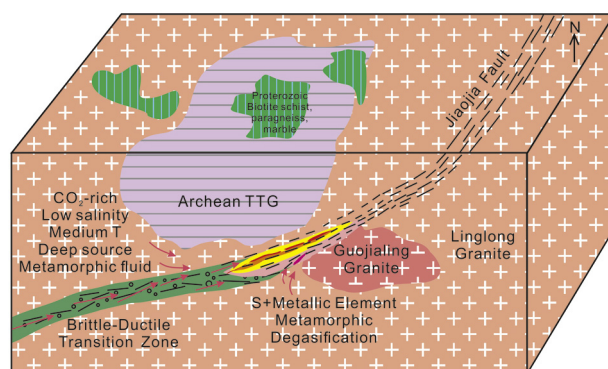 N
Jiaojia Fault
Proterozoic
Biotite schist,
paragneiss,
marble
Archean TTG
CO₂-rich
Low salinity
Medium T
Deep source
Metamorphic fluid
Guojialing
Granite
Linglong
Granite
S+Metallic Element
Metamorphic
Degasification
Brittle-Ductile
Transition Zone